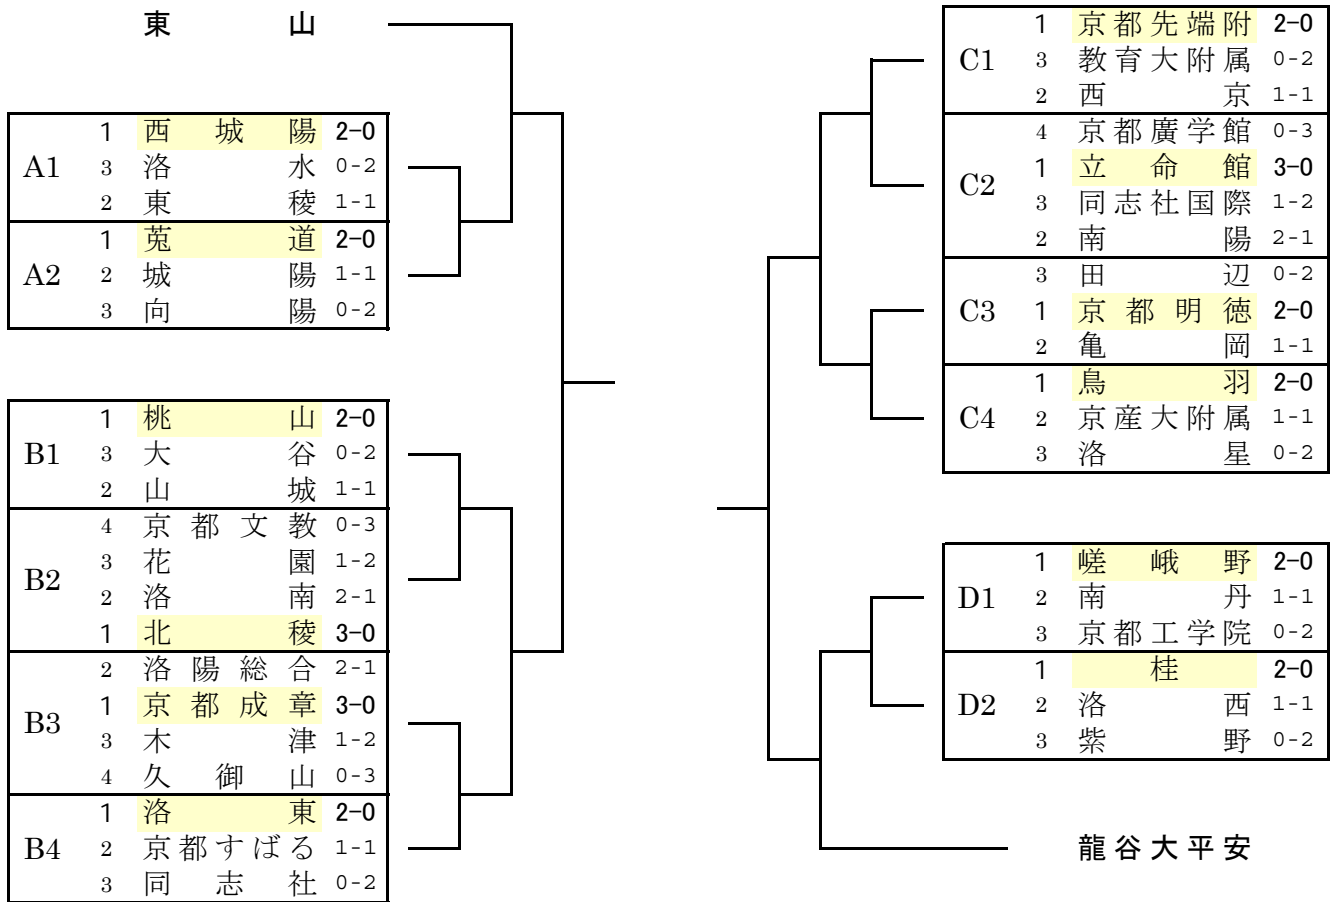 東山
A1
1 西城陽 2-0
3 洛水 0-2
2 東稜 1-1
A2
1 莵道 2-0
2 城陽 1-1
3 向陽 0-2
B1
1 桃山 2-0
3 大谷 0-2
2 山城 1-1
B2
4 京都文教 0-3
3 花園 1-2
2 洛南 2-1
1 北稜 3-0
B3
2 洛陽総合 2-1
1 京都成章 3-0
3 木津 1-2
4 久御山 0-3
B4
1 洛東 2-0
2 京都すばる 1-1
3 同志社 0-2
C1
1 京都先端附 2-0
3 教育大附属 0-2
2 西京 1-1
C2
4 京都廣学館 0-3
1 立命館 3-0
3 同志社国際 1-2
2 南陽 2-1
C3
3 田辺 0-2
1 京都明徳 2-0
2 亀岡 1-1
C4
1 鳥羽 2-0
2 京産大附属 1-1
3 洛星 0-2
D1
1 嵯峨野 2-0
2 南丹 1-1
3 京都工学院 0-2
D2
1 桂 2-0
2 洛西 1-1
3 紫野 0-2
龍谷大平安